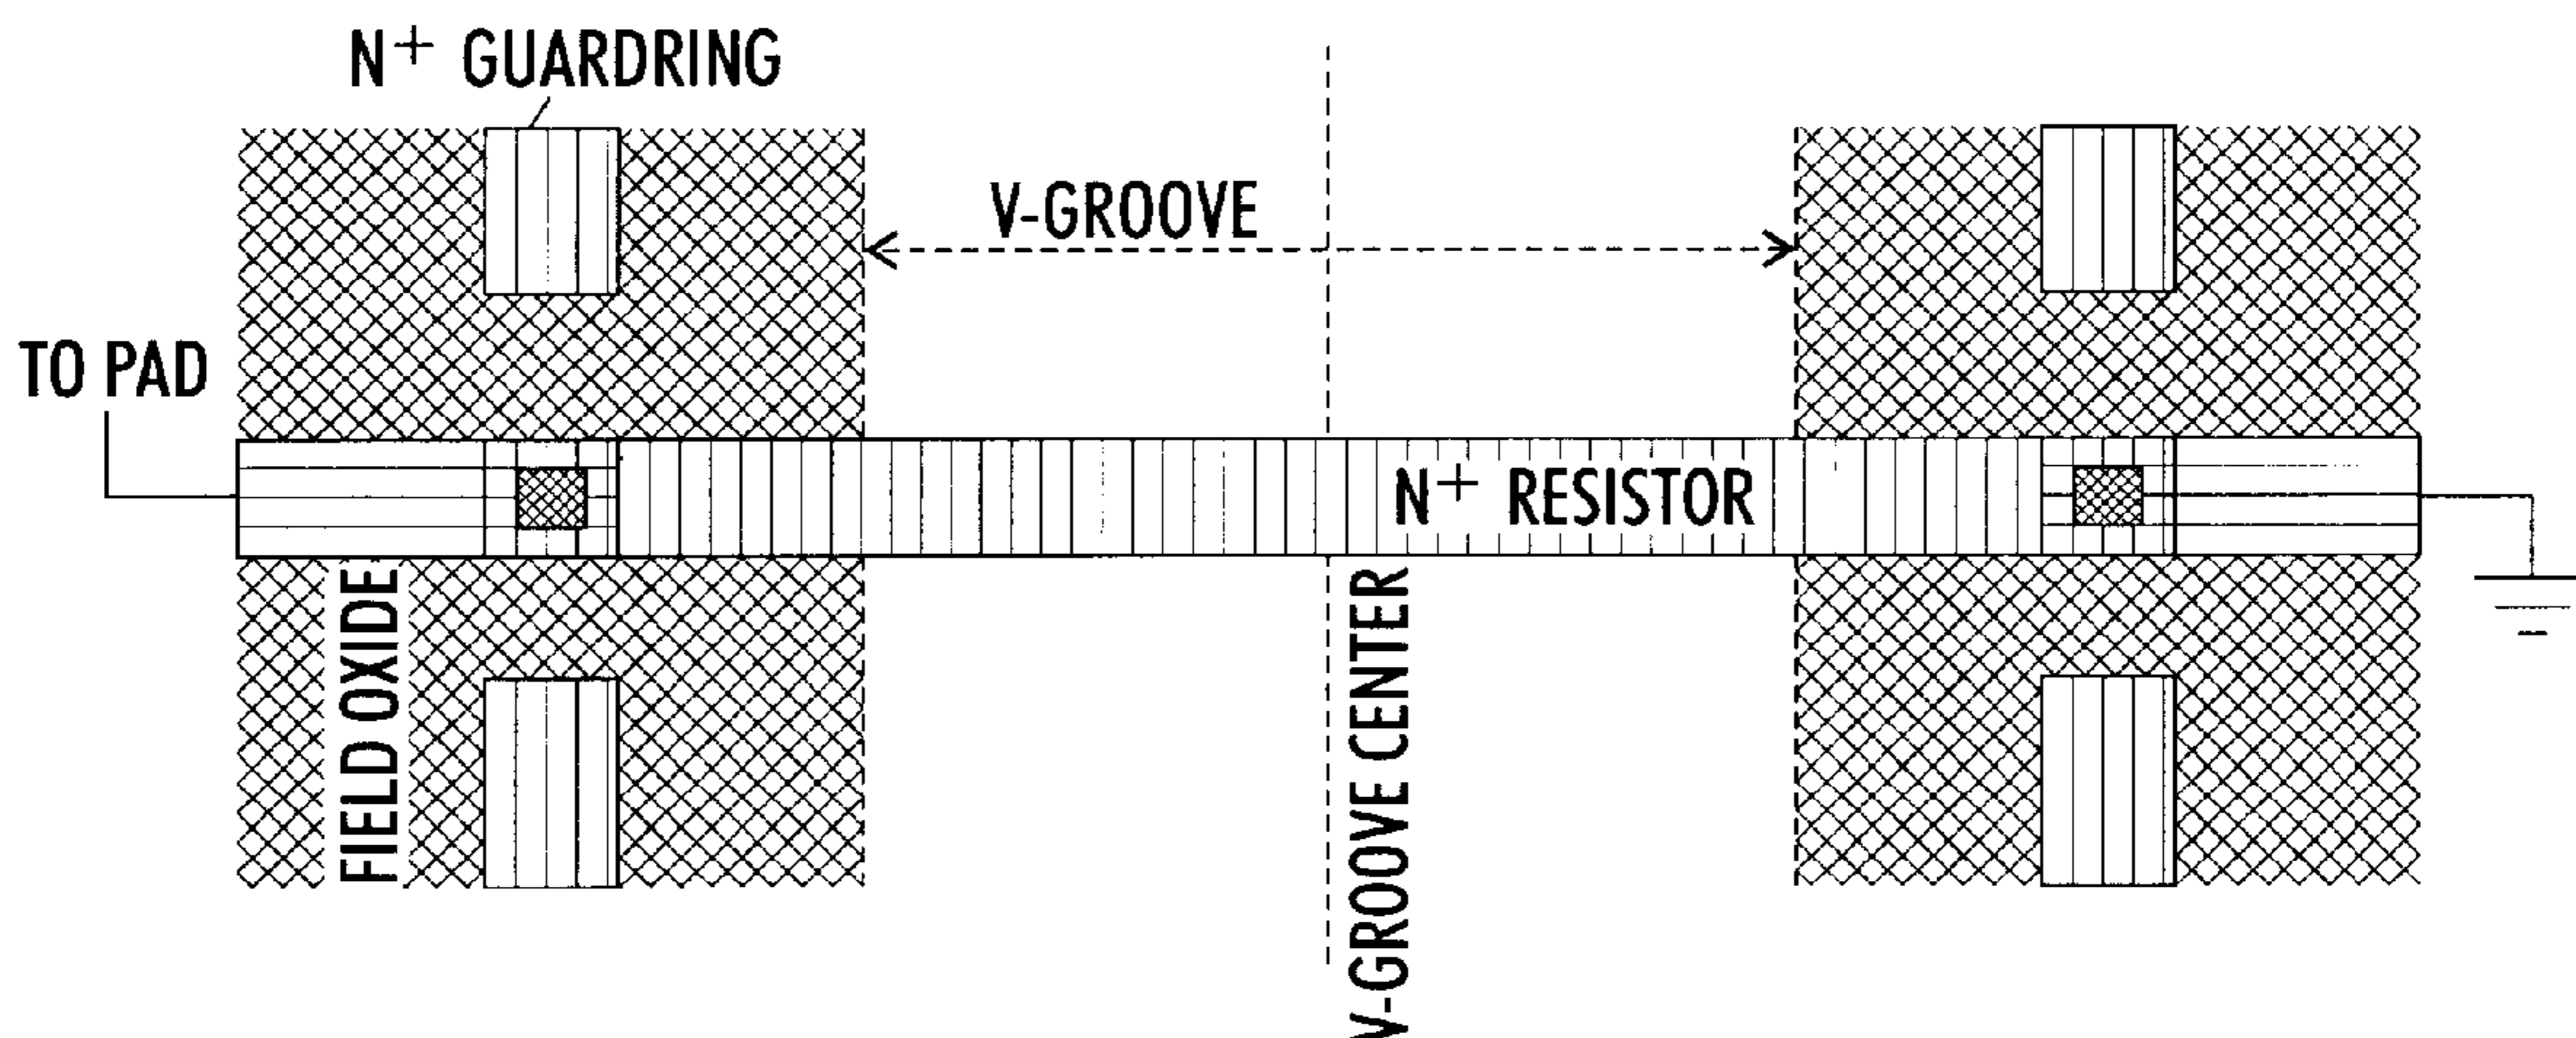 N+ GUARDRING
V-GROOVE
TO PAD
N+ RESISTOR
FIELD OXIDE
V-GROOVE CENTER